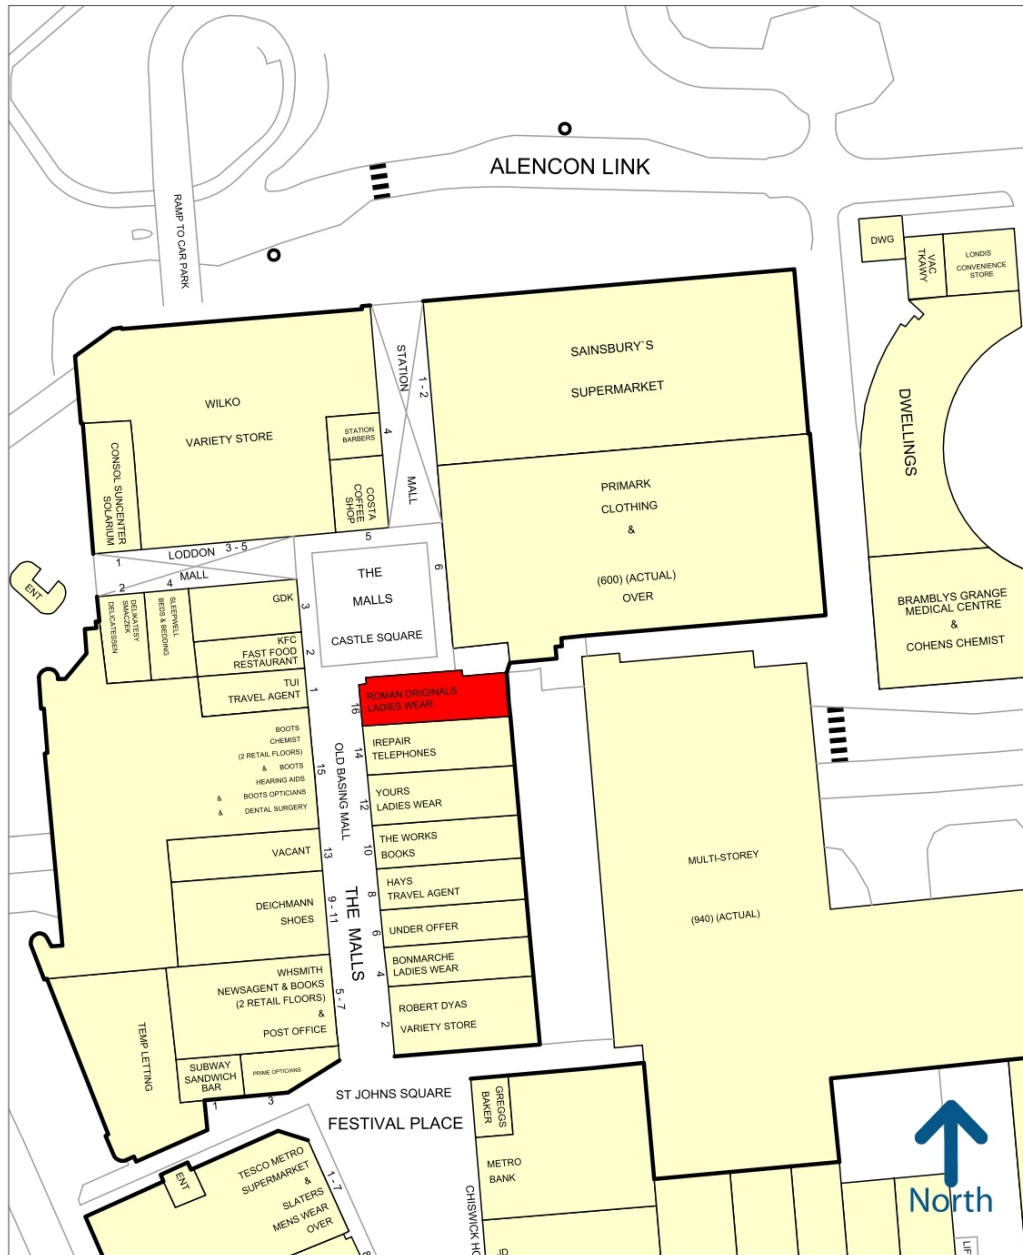 ALENCON LINK
RAMP TO CAR PARK
DWG
VAC
TKAWY
LONDIS
CONVENIENCE
STORE
SAINSBURY`S
SUPERMARKET
STATION
MALL
1 - 2
WILKO
VARIETY STORE
STATION
BARBERS
4
DWELLINGS
CONSOL SUNCENTER
SOLARIUM
COSTA
COFFEE
SHOP
PRIMARK
CLOTHING
&
(600) (ACTUAL)
OVER
5
6
LODDON
MALL
3 - 5
1
2
4
ENT
THE
MALLS
CASTLE SQUARE
DELIKATESY
SMACZEK
DELICATESSEN
SLEEPWELL
BEDS & BEDDING
GDK
3
KFC
FAST FOOD
RESTAURANT
2
TUI
TRAVEL AGENT
1
BRAMBLYS GRANGE
MEDICAL CENTRE
&
COHENS CHEMIST
ROMAN ORIGINALS
LADIES WEAR
16
BOOTS
CHEMIST
(2 RETAIL FLOORS)
& BOOTS
HEARING AIDS
& BOOTS OPTICIANS
& DENTAL SURGERY
15
OLD BASING MALL
IREPAIR
TELEPHONES
14
YOURS
LADIES WEAR
12
THE WORKS
BOOKS
10
VACANT
13
MULTI-STOREY
(940) (ACTUAL)
HAYS
TRAVEL AGENT
8
DEICHMANN
SHOES
9 - 11
THE MALLS
UNDER OFFER
6
BONMARCHE
LADIES WEAR
4
WHSMITH
NEWSAGENT & BOOKS
(2 RETAIL FLOORS)
&
POST OFFICE
5 - 7
ROBERT DYAS
VARIETY STORE
2
TEMP LETTING
SUBWAY
SANDWICH
BAR
PRIME OPTICIANS
1
3
ST JOHNS SQUARE
FESTIVAL PLACE
GREGGS
BAKER
METRO
BANK
ENT
TESCO METRO
SUPERMARKET
&
SLATERS
MENS WEAR
OVER
1 - 7
CHISWICK HO
North